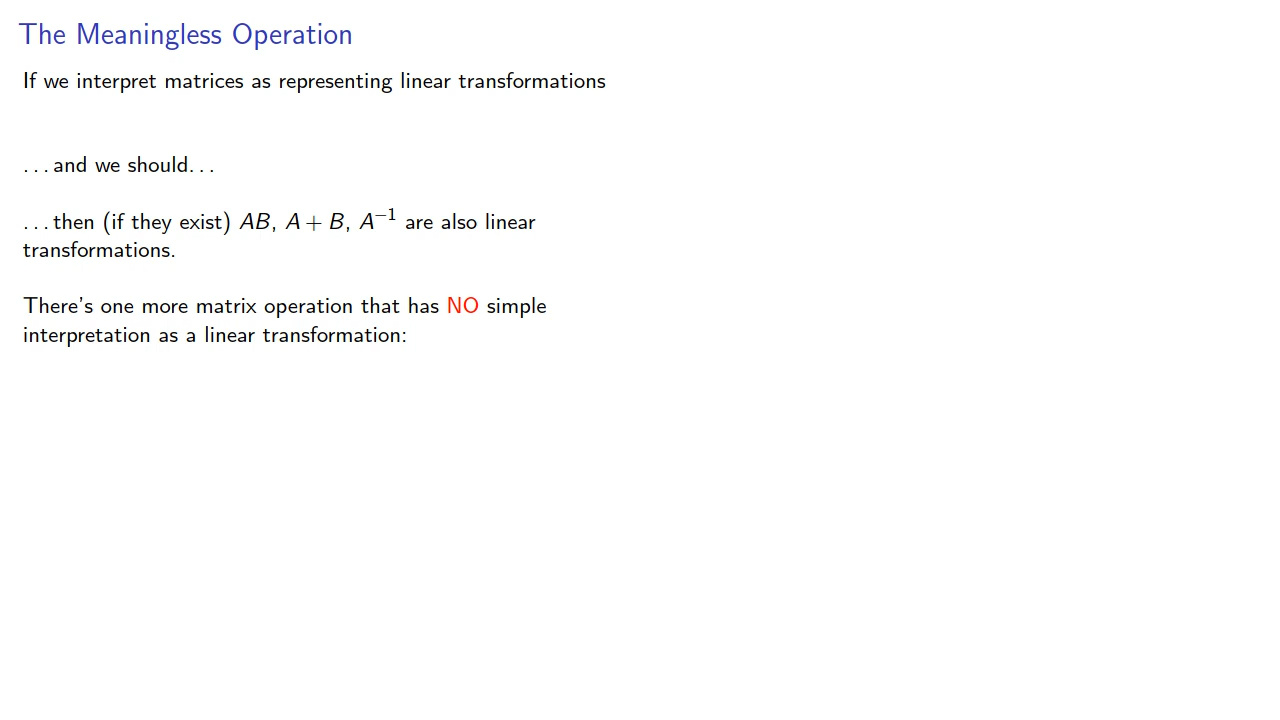 The Meaningless Operation
If we interpret matrices as representing linear transformations
...and we should...
...then (if they exist) AB, A + B, A⁻¹ are also linear
transformations.
There's one more matrix operation that has NO simple
interpretation as a linear transformation: